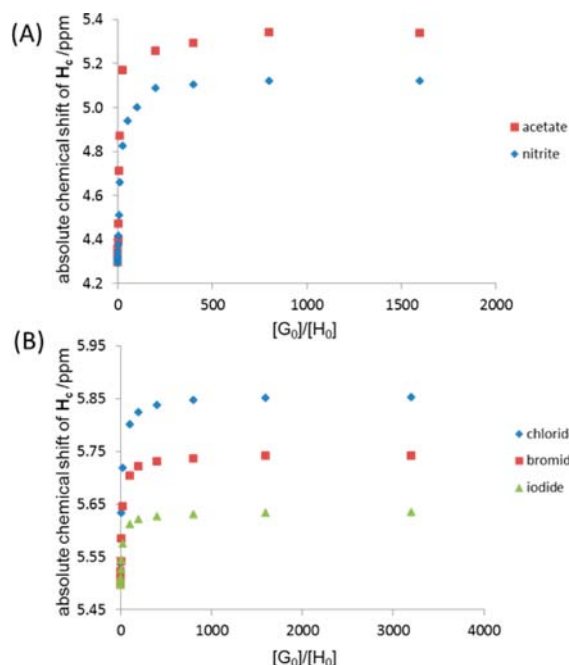 (A)
5.4
5.2
5.0
4.8
4.6
4.4
4.2
absolute chemical shift of Hc /ppm
acetate
nitrite
0 500 1000 1500 2000
[G0]/[H0]
(B)
5.95
5.85
5.75
5.65
5.55
5.45
absolute chemical shift of Hc /ppm
chlorid
bromid
iodide
0 1000 2000 3000 4000
[G0]/[H0]